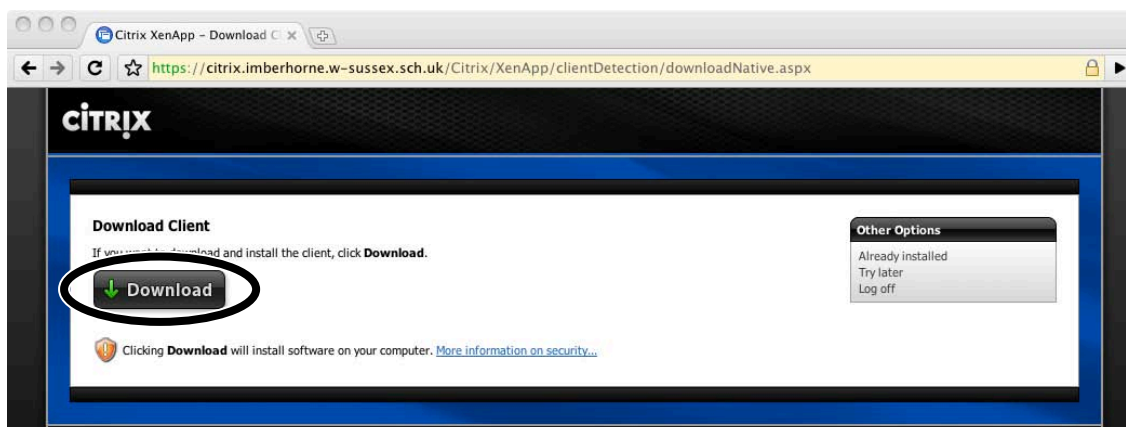 Citrix XenApp – Download C
https://citrix.imberhorne.w-sussex.sch.uk/Citrix/XenApp/clientDetection/downloadNative.aspx
CİTRIX
Download Client
If you want to download and install the client, click Download.
Download
Clicking Download will install software on your computer. More information on security...
Other Options
Already installed
Try later
Log off